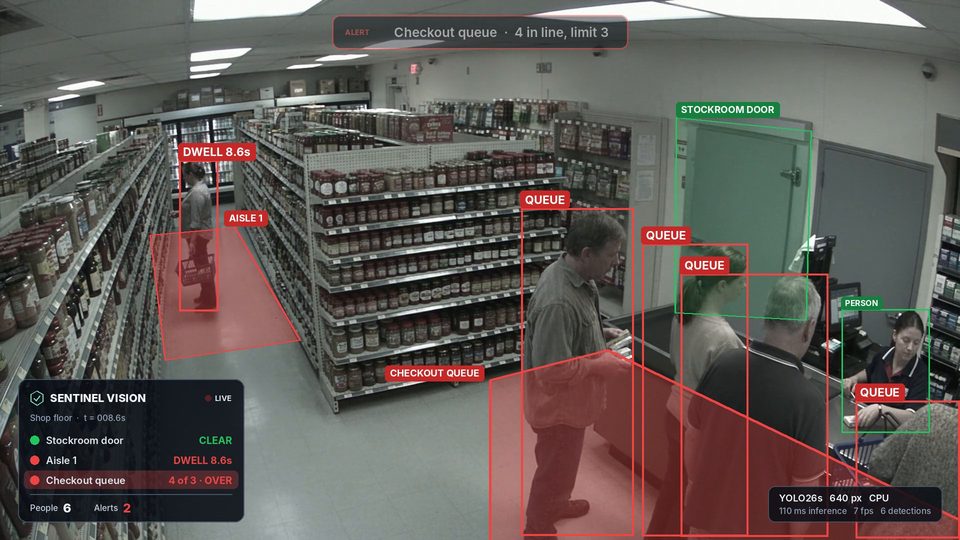 ALERT Checkout queue · 4 in line, limit 3
STOCKROOM DOOR
DWELL 8.6s
QUEUE
AISLE 1
QUEUE
QUEUE
PERSON
CHECKOUT QUEUE
QUEUE
SENTINEL VISION LIVE
Shop floor · t = 008.6s
Stockroom door CLEAR
Aisle 1 DWELL 8.6s
Checkout queue 4 of 3 · OVER
People 6 Alerts 2
YOLO26s 640 px CPU
110 ms inference 7 fps 6 detections